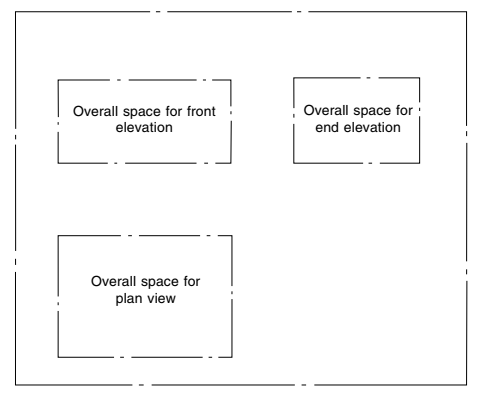 Overall space for front
elevation
Overall space for
end elevation
Overall space for
plan view